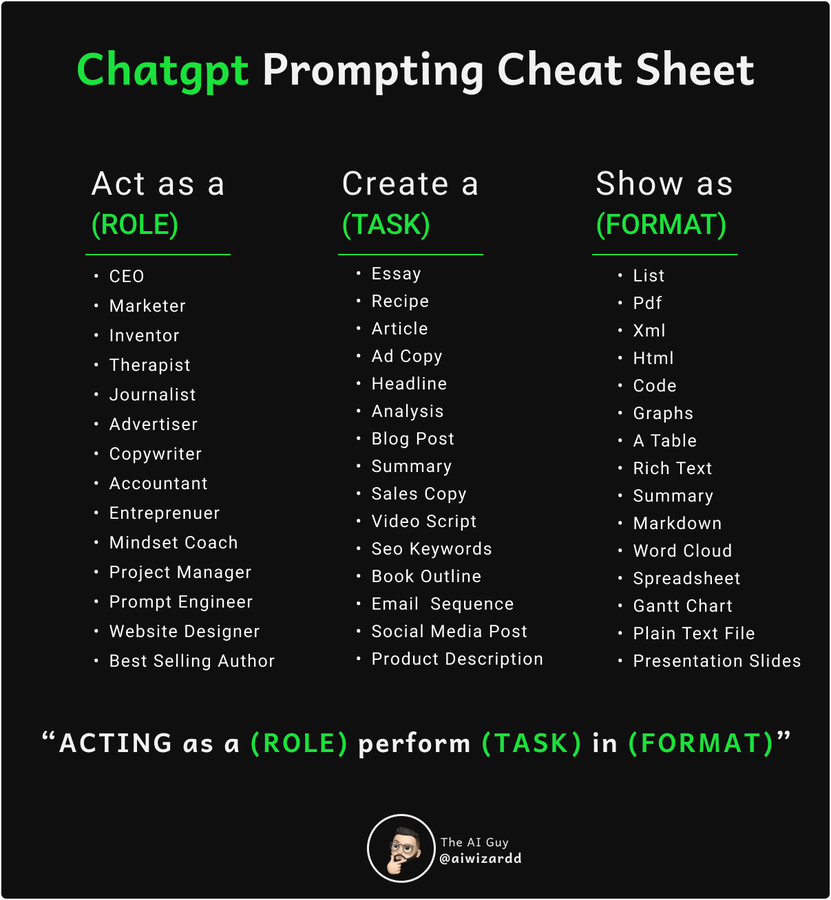 Chatgpt Prompting Cheat Sheet
Act as a
(ROLE)
• CEO
• Marketer
• Inventor
• Therapist
• Journalist
• Advertiser
• Copywriter
• Accountant
• Entreprenuer
• Mindset Coach
• Project Manager
• Prompt Engineer
• Website Designer
• Best Selling Author
Create a
(TASK)
• Essay
• Recipe
• Article
• Ad Copy
• Headline
• Analysis
• Blog Post
• Summary
• Sales Copy
• Video Script
• Seo Keywords
• Book Outline
• Email  Sequence
• Social Media Post
• Product Description
Show as
(FORMAT)
• List
• Pdf
• Xml
• Html
• Code
• Graphs
• A Table
• Rich Text
• Summary
• Markdown
• Word Cloud
• Spreadsheet
• Gantt Chart
• Plain Text File
• Presentation Slides
“ACTING as a (ROLE) perform (TASK) in (FORMAT)”
The AI Guy
@aiwizardd